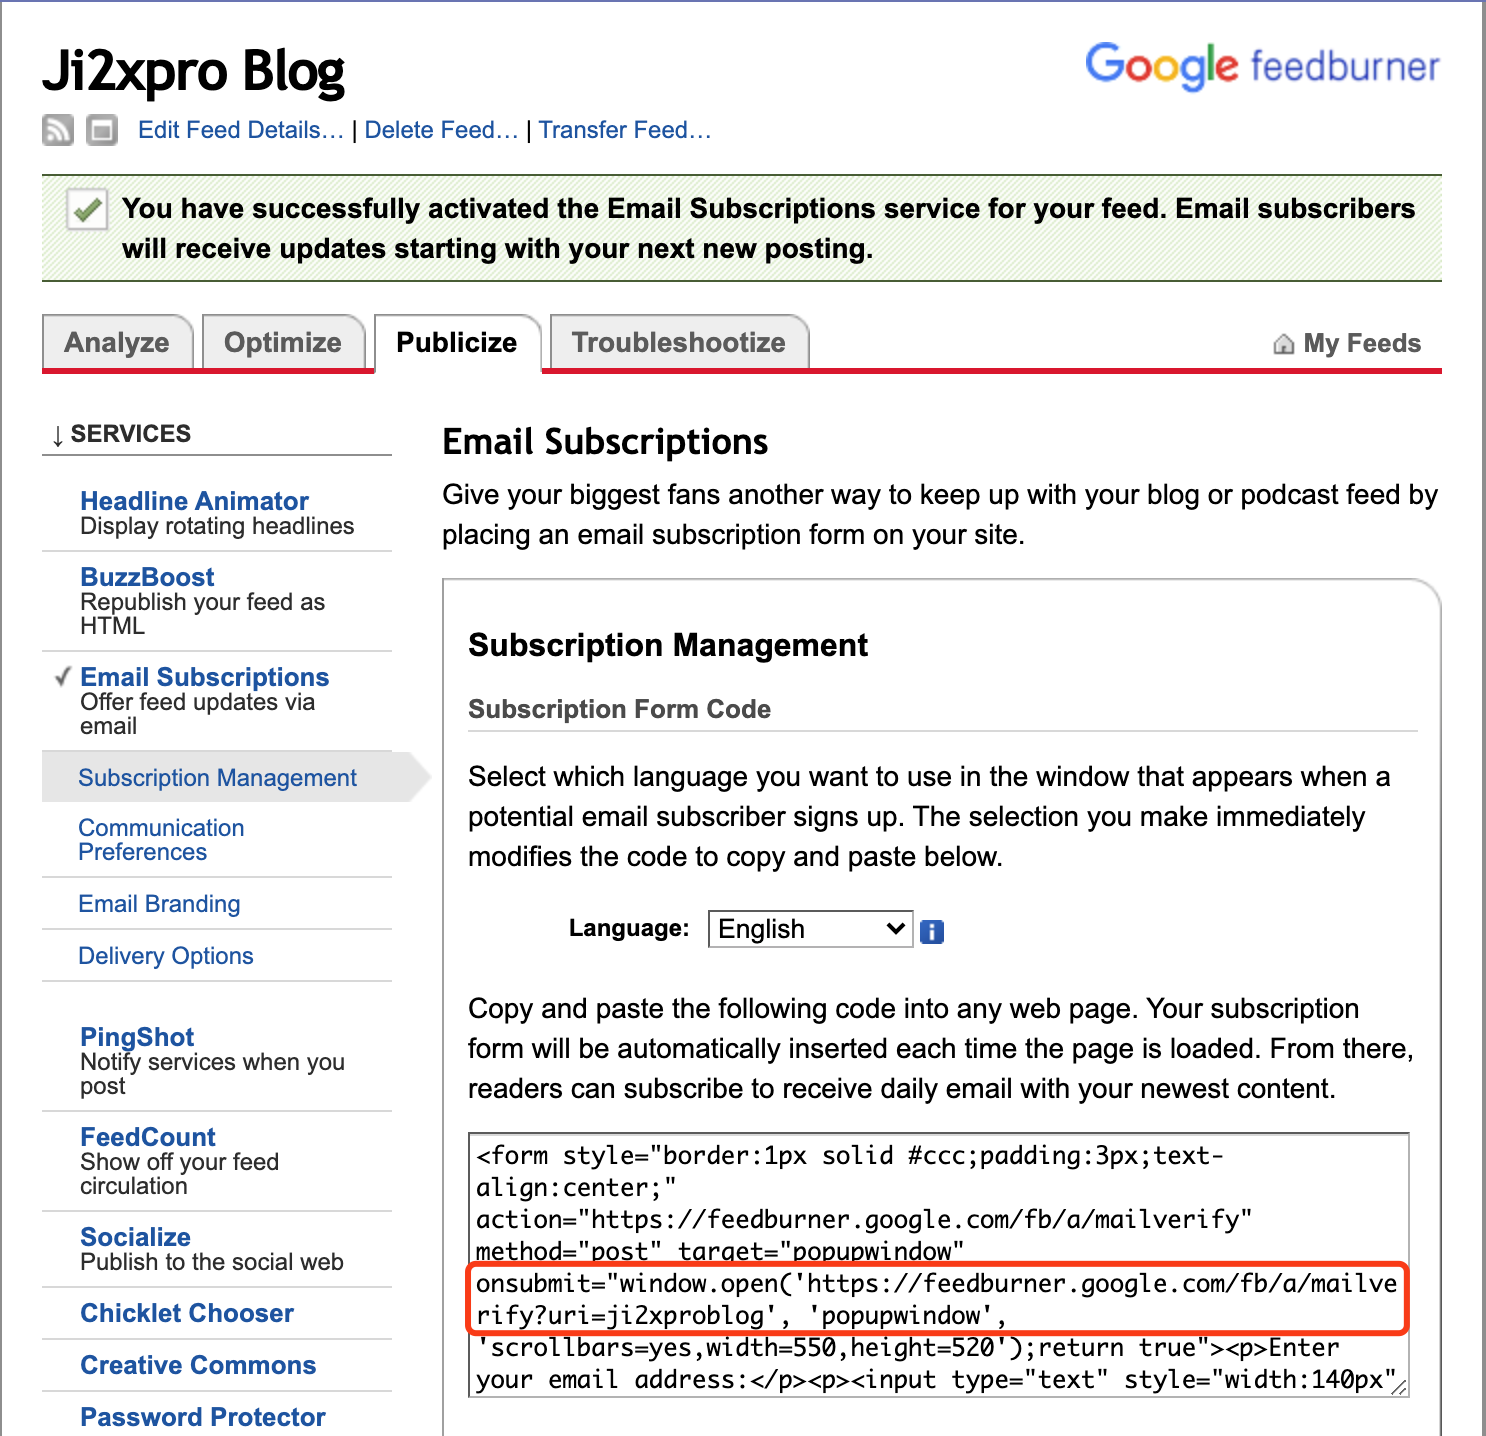 Ji2xpro Blog
Google feedburner
Edit Feed Details... | Delete Feed... | Transfer Feed...
You have successfully activated the Email Subscriptions service for your feed. Email subscribers
will receive updates starting with your next new posting.
Analyze
Optimize
Publicize
Troubleshootize
My Feeds
↓ SERVICES
Headline Animator
Display rotating headlines
BuzzBoost
Republish your feed as
HTML
Email Subscriptions
Offer feed updates via
email
Subscription Management
Communication
Preferences
Email Branding
Delivery Options
PingShot
Notify services when you
post
FeedCount
Show off your feed
circulation
Socialize
Publish to the social web
Chicklet Chooser
Creative Commons
Password Protector
Email Subscriptions
Give your biggest fans another way to keep up with your blog or podcast feed by
placing an email subscription form on your site.
Subscription Management
Subscription Form Code
Select which language you want to use in the window that appears when a
potential email subscriber signs up. The selection you make immediately
modifies the code to copy and paste below.
Language: English
Copy and paste the following code into any web page. Your subscription
form will be automatically inserted each time the page is loaded. From there,
readers can subscribe to receive daily email with your newest content.
<form style="border:1px solid #ccc;padding:3px;text-
align:center;"
action="https://feedburner.google.com/fb/a/mailverify"
method="post" target="popupwindow"
onsubmit="window.open('https://feedburner.google.com/fb/a/mailve
rify?uri=ji2xproblog', 'popupwindow',
'scrollbars=yes,width=550,height=520');return true"><p>Enter
your email address:</p><p><input type="text" style="width:140px"